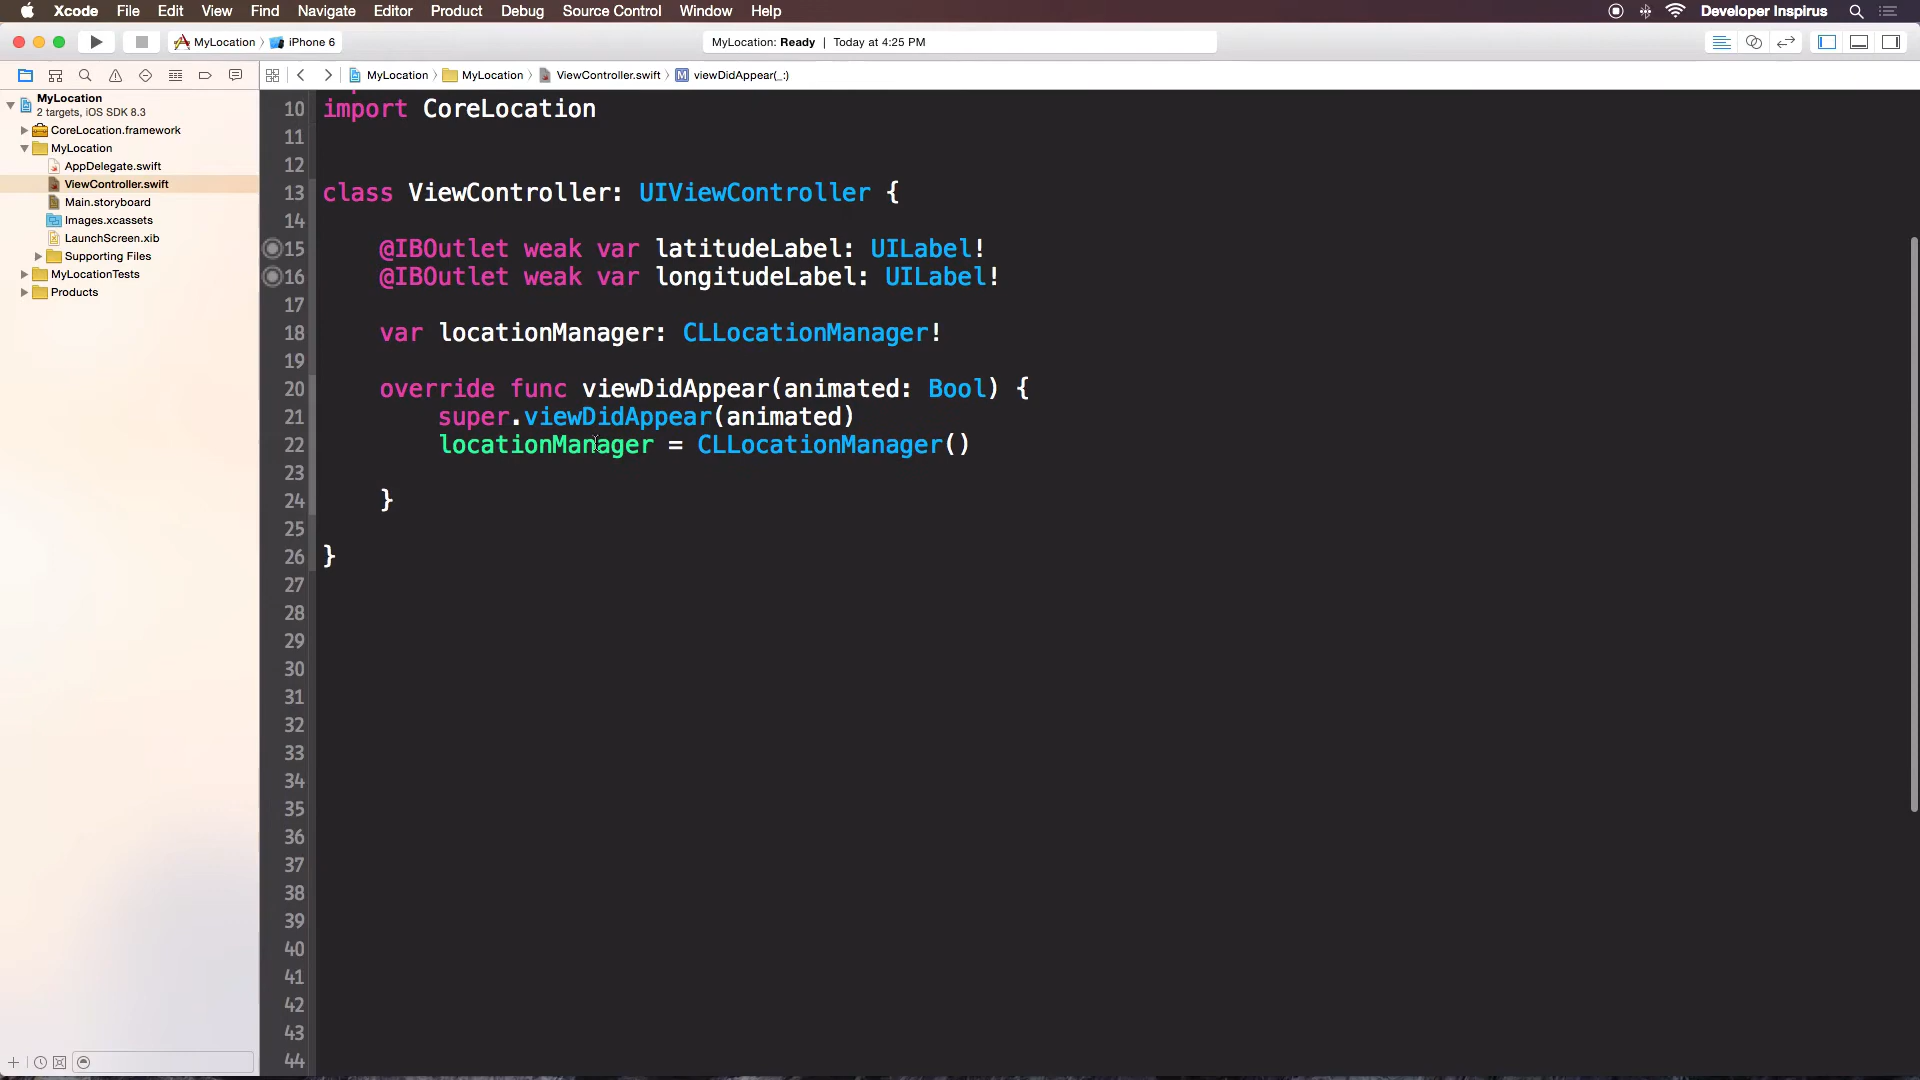 Xcode File Edit View Find Navigate Editor Product Debug Source Control Window Help Developer Inspirus
MyLocation iPhone 6 MyLocation: Ready | Today at 4:25 PM
MyLocation MyLocation ViewController.swift M viewDidAppear(_:)
MyLocation
2 targets, iOS SDK 8.3
CoreLocation.framework
MyLocation
AppDelegate.swift
ViewController.swift
Main.storyboard
Images.xcassets
LaunchScreen.xib
Supporting Files
MyLocationTests
Products
10 import CoreLocation
11
12
13 class ViewController: UIViewController {
14
15 @IBOutlet weak var latitudeLabel: UILabel!
16 @IBOutlet weak var longitudeLabel: UILabel!
17
18 var locationManager: CLLocationManager!
19
20 override func viewDidAppear(animated: Bool) {
21 super.viewDidAppear(animated)
22 locationManager = CLLocationManager()
23
24 }
25
26 }
27
28
29
30
31
32
33
34
35
36
37
38
39
40
41
42
43
44